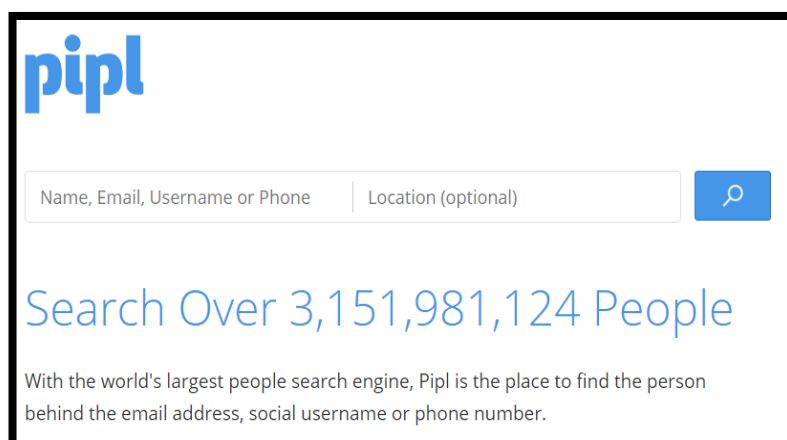 pipl
Name, Email, Username or Phone Location (optional)
Search Over 3,151,981,124 People
With the world's largest people search engine, Pipl is the place to find the person
behind the email address, social username or phone number.